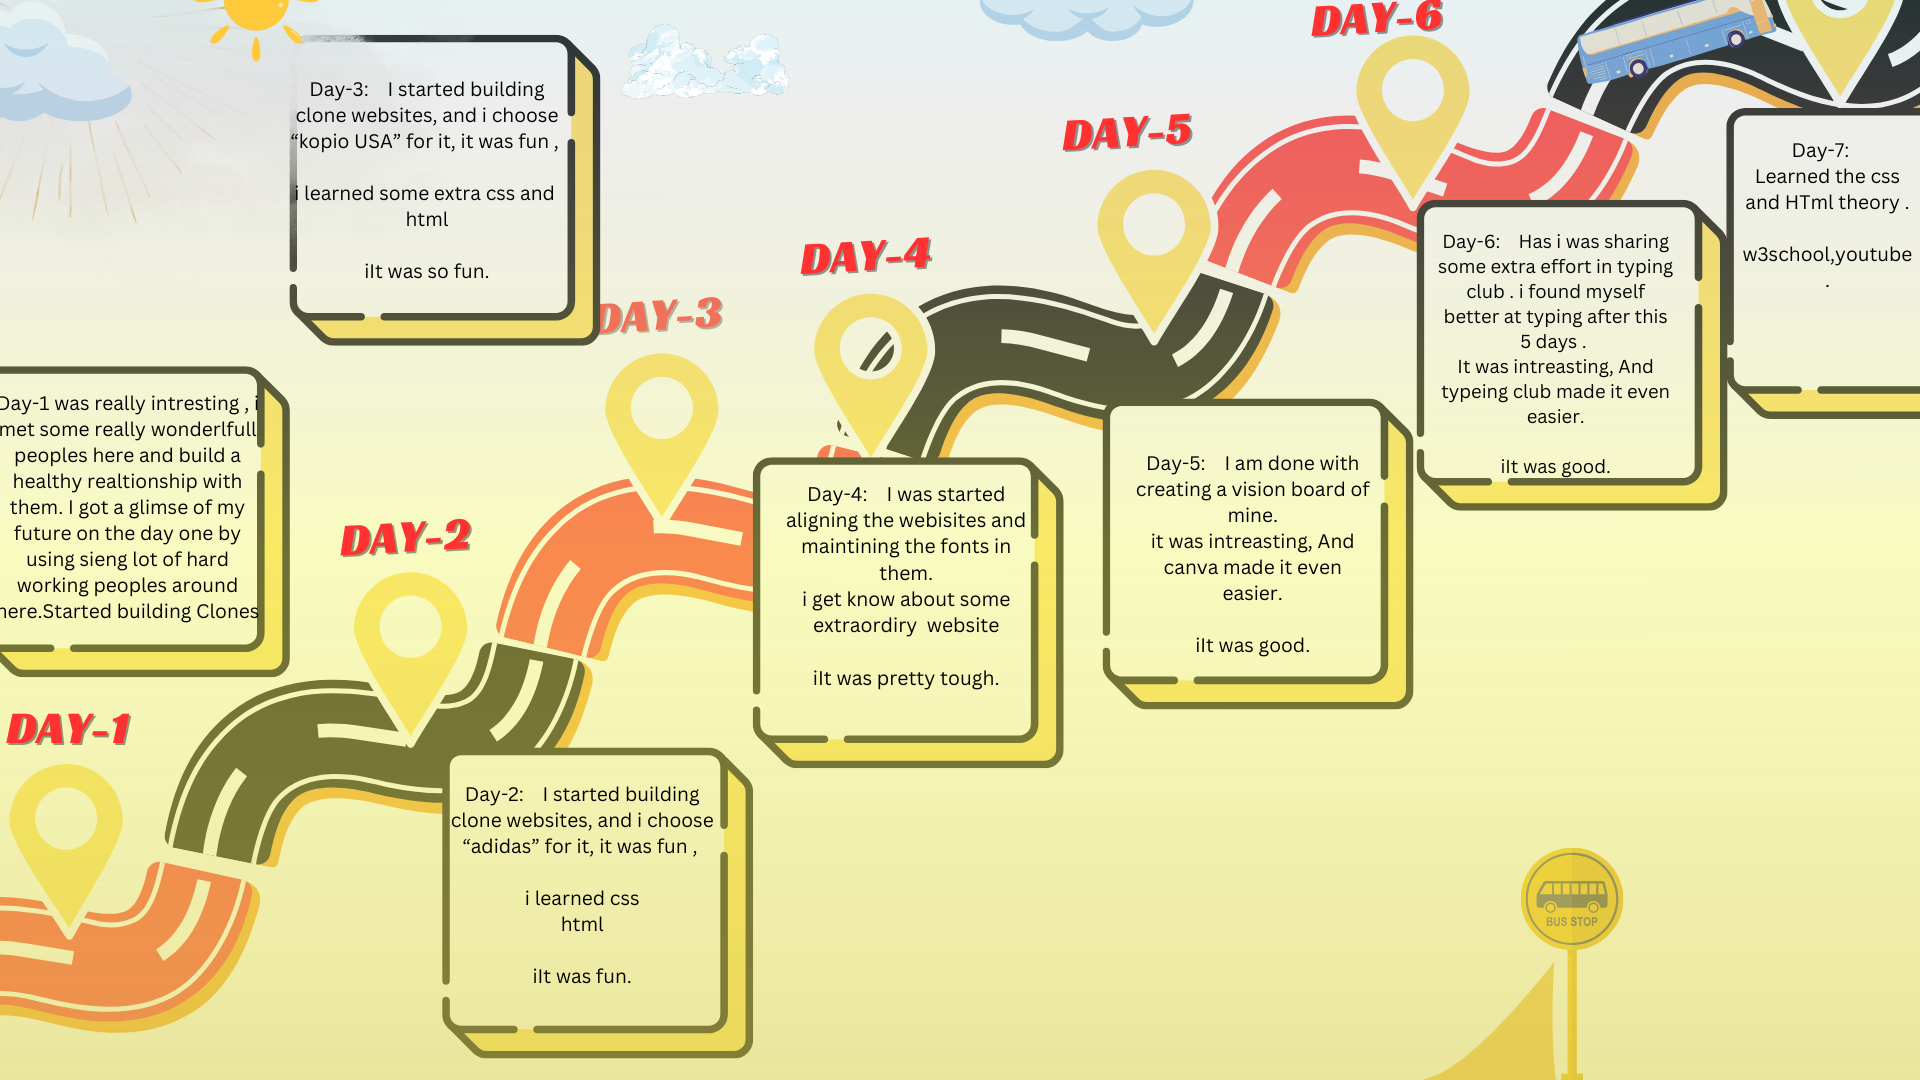 DAY-1
Day-1 was really intresting , i
met some really wonderlfull
peoples here and build a
healthy realtionship with
them. I got a glimse of my
future on the day one by
using sieng lot of hard
working peoples around
here.Started building Clones
DAY-2
Day-2: I started building
clone websites, and i choose
“adidas” for it, it was fun ,
i learned css
html
iIt was fun.
DAY-3
Day-3: I started building
clone websites, and i choose
“kopio USA” for it, it was fun ,
i learned some extra css and
html
iIt was so fun.
DAY-4
Day-4: I was started
aligning the webisites and
maintining the fonts in
them.
i get know about some
extraordiry website
iIt was pretty tough.
DAY-5
Day-5: I am done with
creating a vision board of
mine.
it was intreasting, And
canva made it even
easier.
iIt was good.
DAY-6
Day-6: Has i was sharing
some extra effort in typing
club . i found myself
better at typing after this
5 days .
It was intreasting, And
typeing club made it even
easier.
iIt was good.
Day-7:
Learned the css
and HTml theory .
w3school,youtube
.
BUS STOP